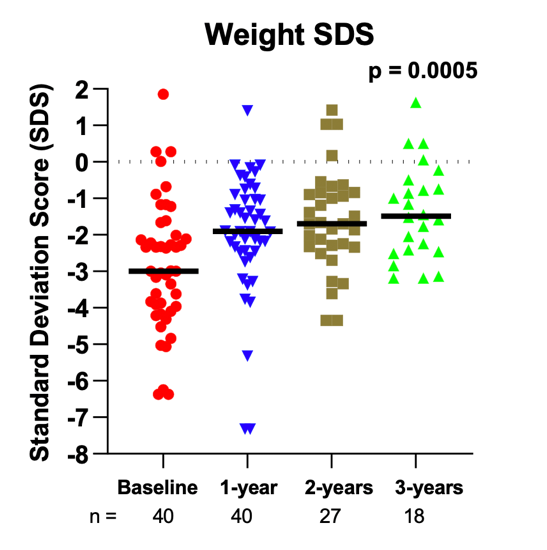 Weight SDS
p = 0.0005
Standard Deviation Score (SDS)
2
1
0
-1
-2
-3
-4
-5
-6
-7
-8
Baseline 1-year 2-years 3-years
n = 40 40 27 18